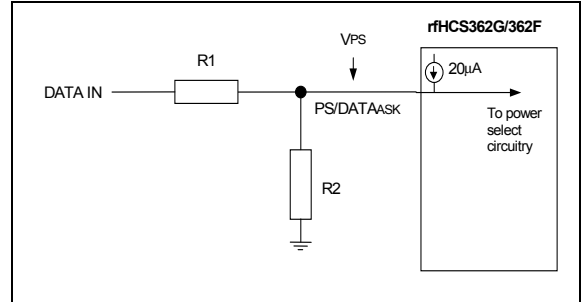 rfHCS362G/362F
VPS
20µA
R1
DATA IN
PS/DATAASK
To power
select
circuitry
R2